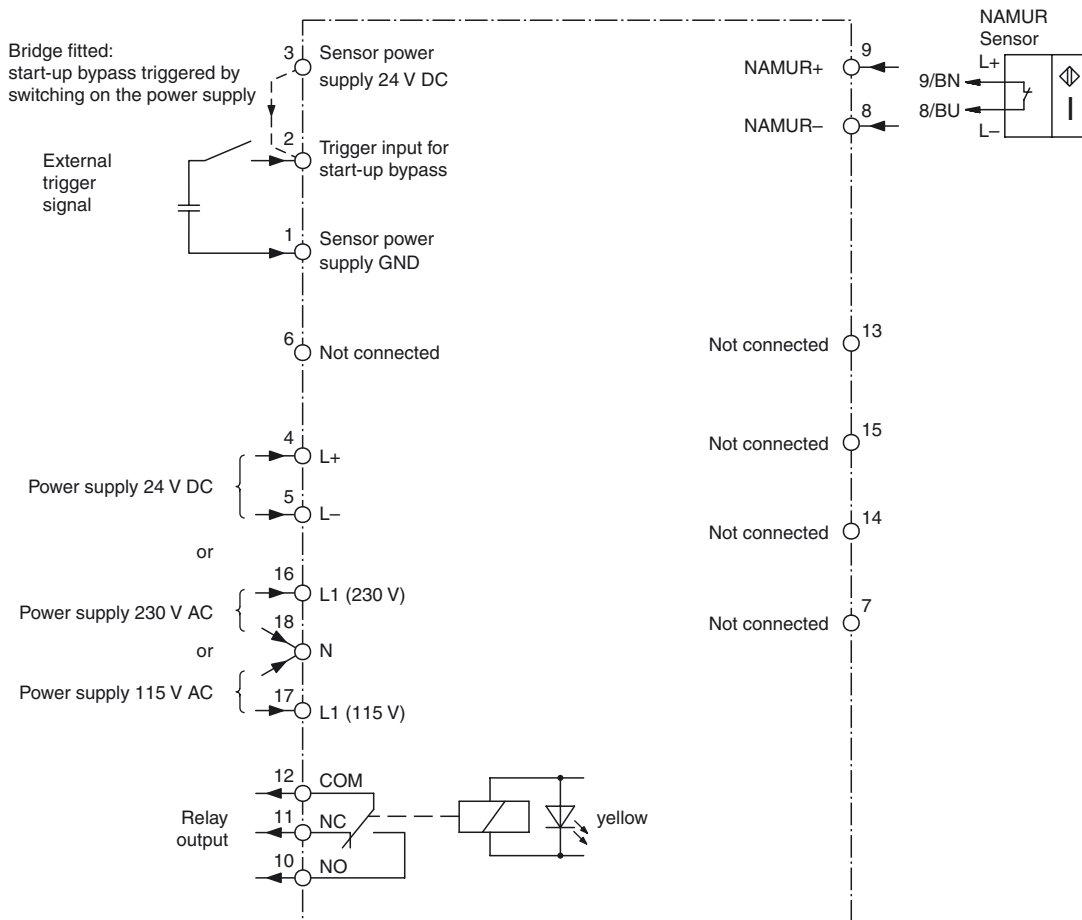 Bridge fitted:
start-up bypass triggered by
switching on the power supply
3
Sensor power
supply 24 V DC
2
Trigger input for
start-up bypass
External
trigger
signal
1
Sensor power
supply GND
6
Not connected
4
L+
Power supply 24 V DC
5
L–
or
16
L1 (230 V)
Power supply 230 V AC
18
or
N
Power supply 115 V AC
17
L1 (115 V)
12
COM
Relay
output
11
NC
10
NO
yellow
NAMUR+
9
NAMUR–
8
NAMUR
Sensor
L+
9/BN
8/BU
L–
Not connected
13
Not connected
15
Not connected
14
Not connected
7